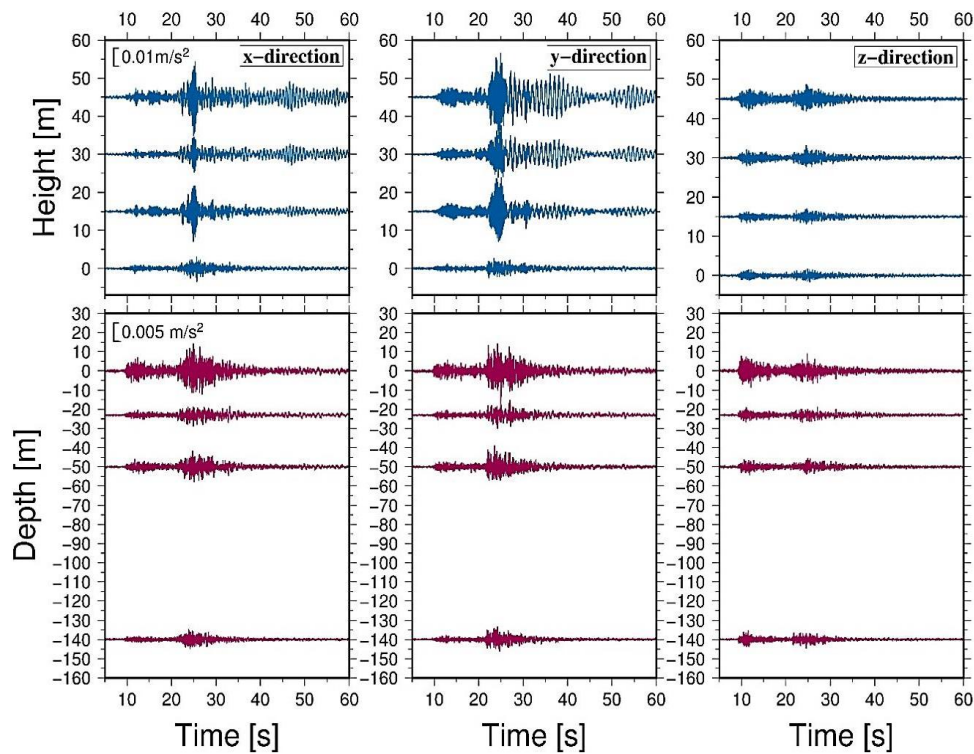 10 20 30 40 50 60 10 20 30 40 50 60 10 20 30 40 50 60
60 60 60
[0.01m/s² x-direction y-direction z-direction
50 50 50
40 40 40
30 30 30
20 20 20
10 10 10
0 0 0
Height [m]
30 30 30
[0.005 m/s²
20 20 20
10 10 10
0 0 0
−10 −10 −10
−20 −20 −20
−30 −30 −30
−40 −40 −40
−50 −50 −50
−60 −60 −60
−70 −70 −70
−80 −80 −80
−90 −90 −90
−100 −100 −100
−110 −110 −110
−120 −120 −120
−130 −130 −130
−140 −140 −140
−150 −150 −150
−160 −160 −160
Depth [m]
10 20 30 40 50 60 10 20 30 40 50 60 10 20 30 40 50 60
Time [s] Time [s] Time [s]